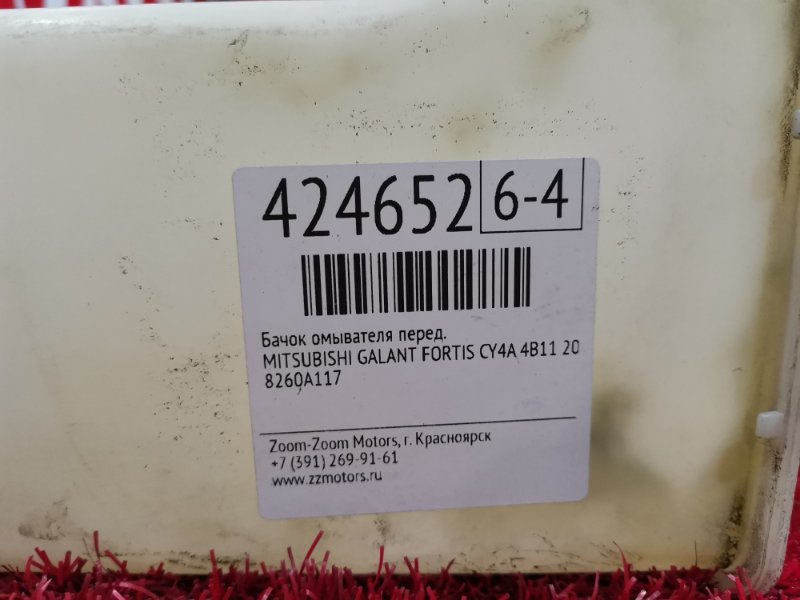 424652 6-4
Бачок омывателя перед.
MITSUBISHI GALANT FORTIS CY4A 4B11 20
8260A117
Zoom-Zoom Motors, г. Красноярск
+7 (391) 269-91-61
www.zzmotors.ru